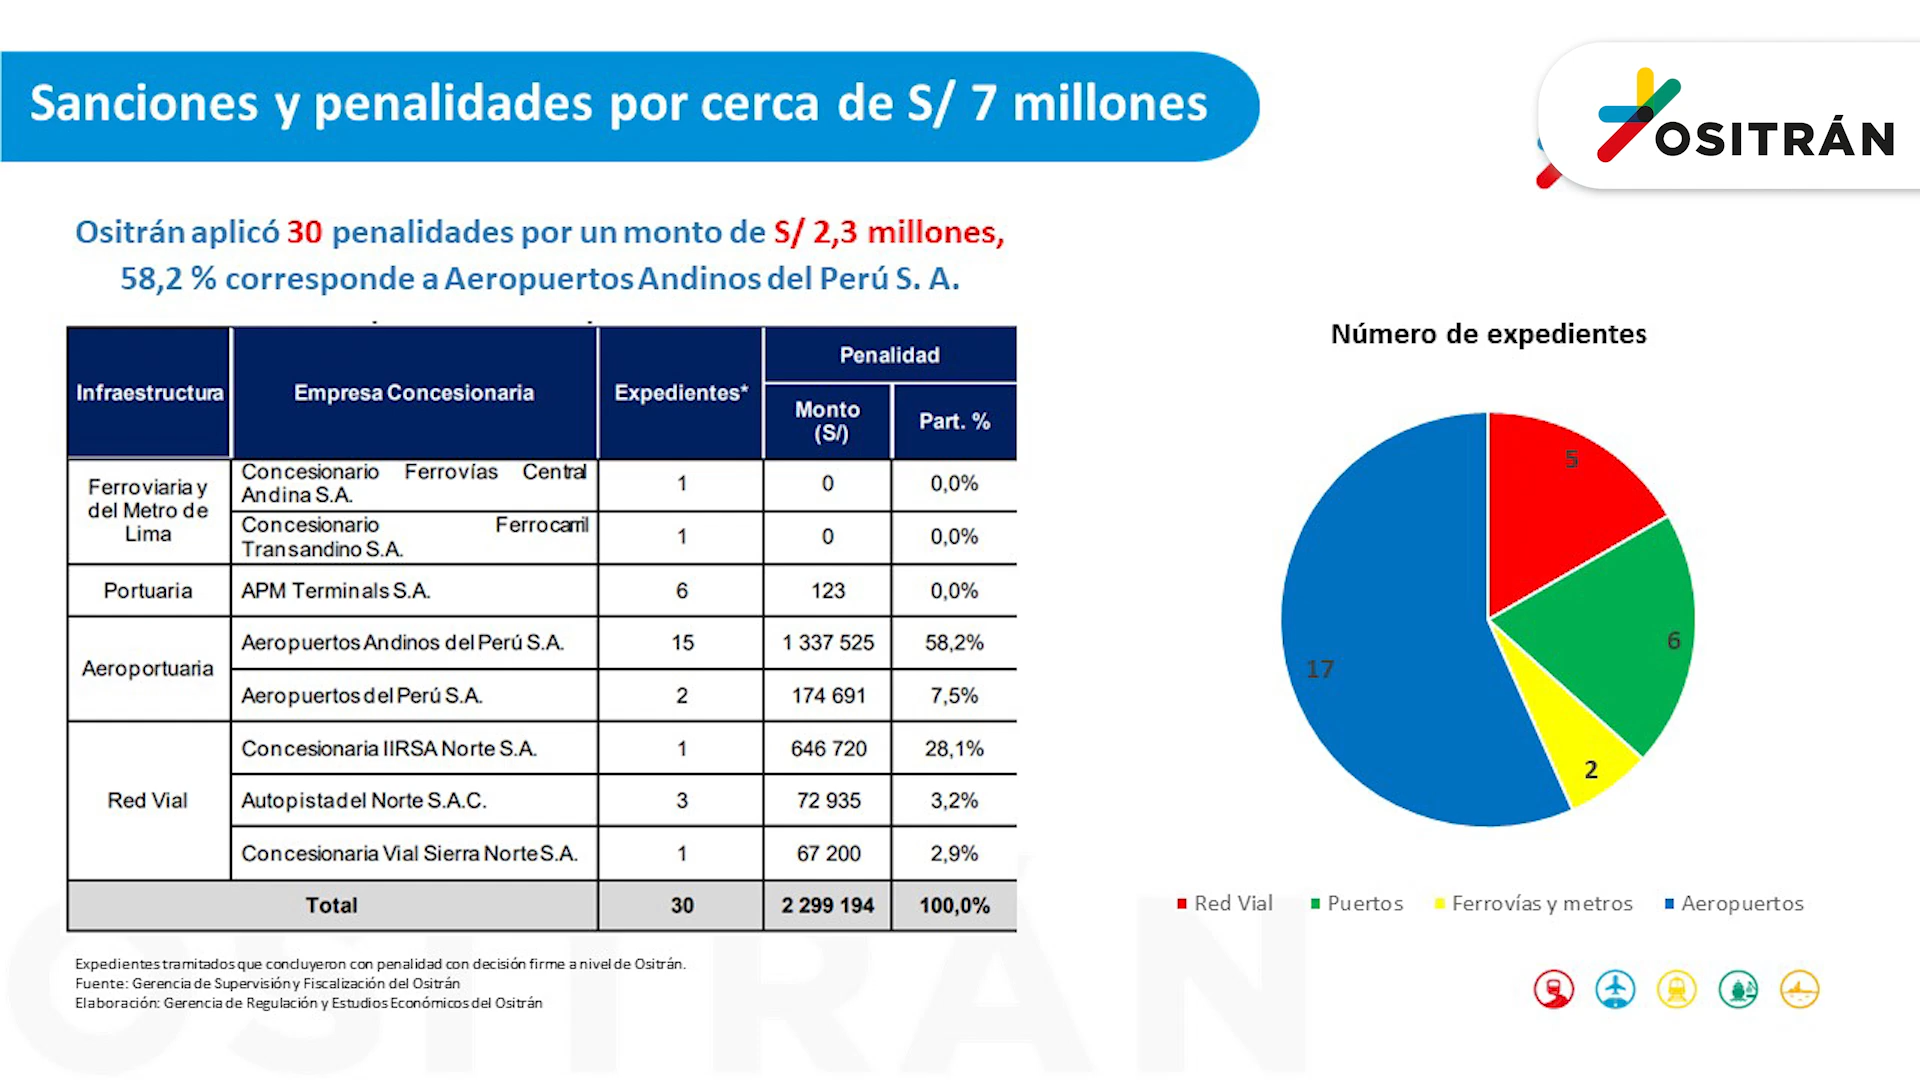 Sanciones y penalidades por cerca de S/ 7 millones
OSITRÁN
Ositrán aplicó 30 penalidades por un monto de S/ 2,3 millones,
58,2 % corresponde a Aeropuertos Andinos del Perú S. A.
Infraestructura Empresa Concesionaria Expedientes* Penalidad
Monto (S/) Part. %
Ferroviaria y
del Metro de
Lima
Concesionario Ferrovías Central
Andina S.A. 1 0 0,0%
Concesionario Ferrocarril
Transandino S.A. 1 0 0,0%
Portuaria APM Terminals S.A. 6 123 0,0%
Aeroportuaria
Aeropuertos Andinos del Perú S.A. 15 1 337 525 58,2%
Aeropuertos del Perú S.A. 2 174 691 7,5%
Red Vial
Concesionaria IIRSA Norte S.A. 1 646 720 28,1%
Autopista del Norte S.A.C. 3 72 935 3,2%
Concesionaria Vial Sierra Norte S.A. 1 67 200 2,9%
Total 30 2 299 194 100,0%
Expedientes tramitados que concluyeron con penalidad con decisión firme a nivel de Ositrán.
Fuente: Gerencia de Supervisión y Fiscalización del Ositrán
Elaboración: Gerencia de Regulación y Estudios Económicos del Ositrán
Número de expedientes
5
6
17
2
Red Vial Puertos Ferrovías y metros Aeropuertos
OSITRÁN